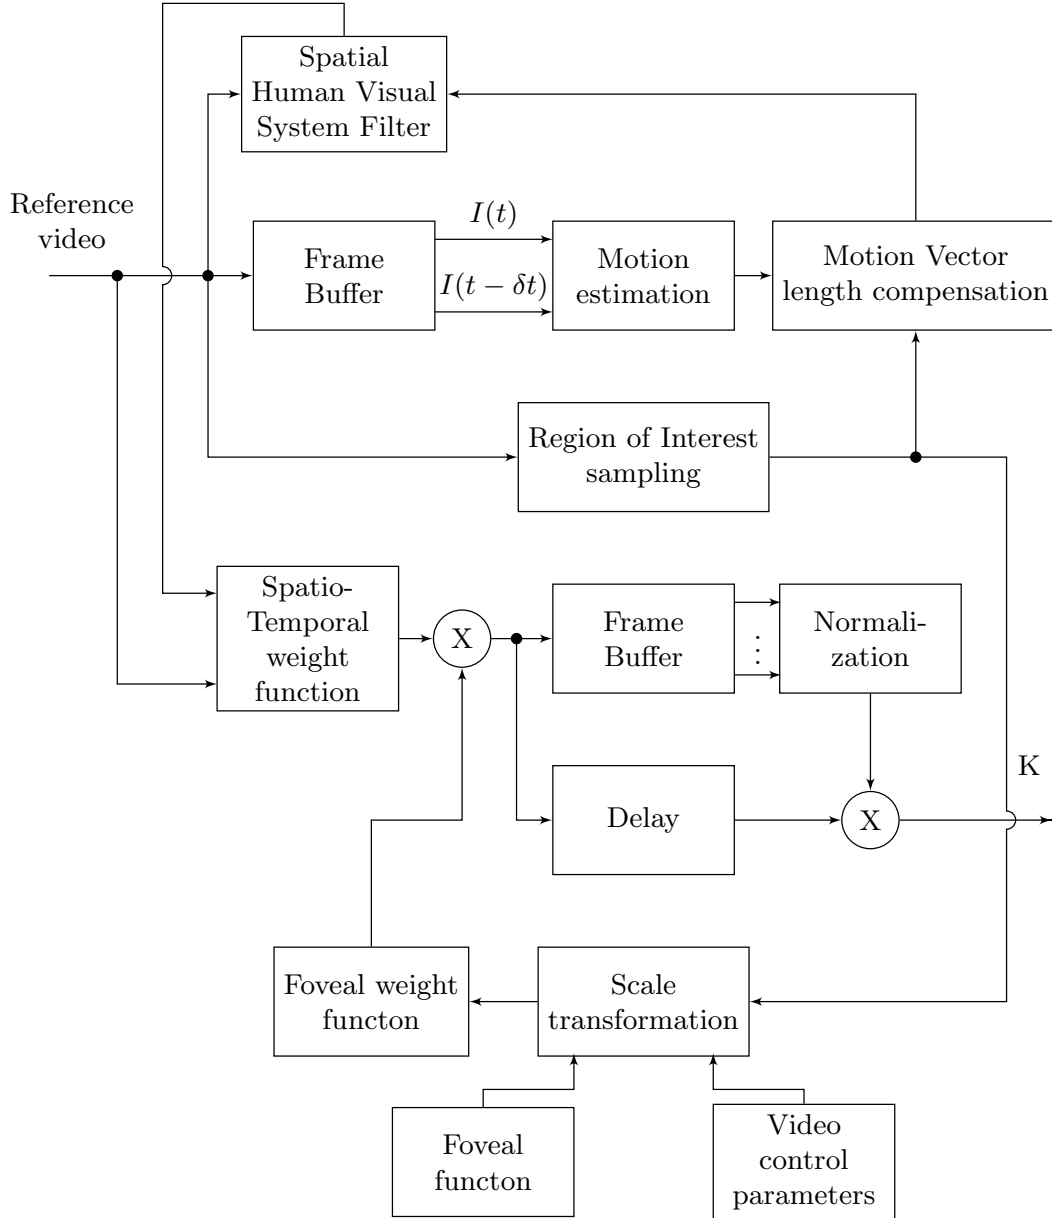 Spatial
Human Visual
System Filter
Reference
video
Frame
Buffer
I(t)
I(t − δt)
Motion
estimation
Motion Vector
length compensation
Region of Interest
sampling
Spatio-
Temporal
weight
function
X
Frame
Buffer
⋮
Normali-
zation
K
Delay
X
Foveal weight
functon
Scale
transformation
Foveal
functon
Video
control
parameters